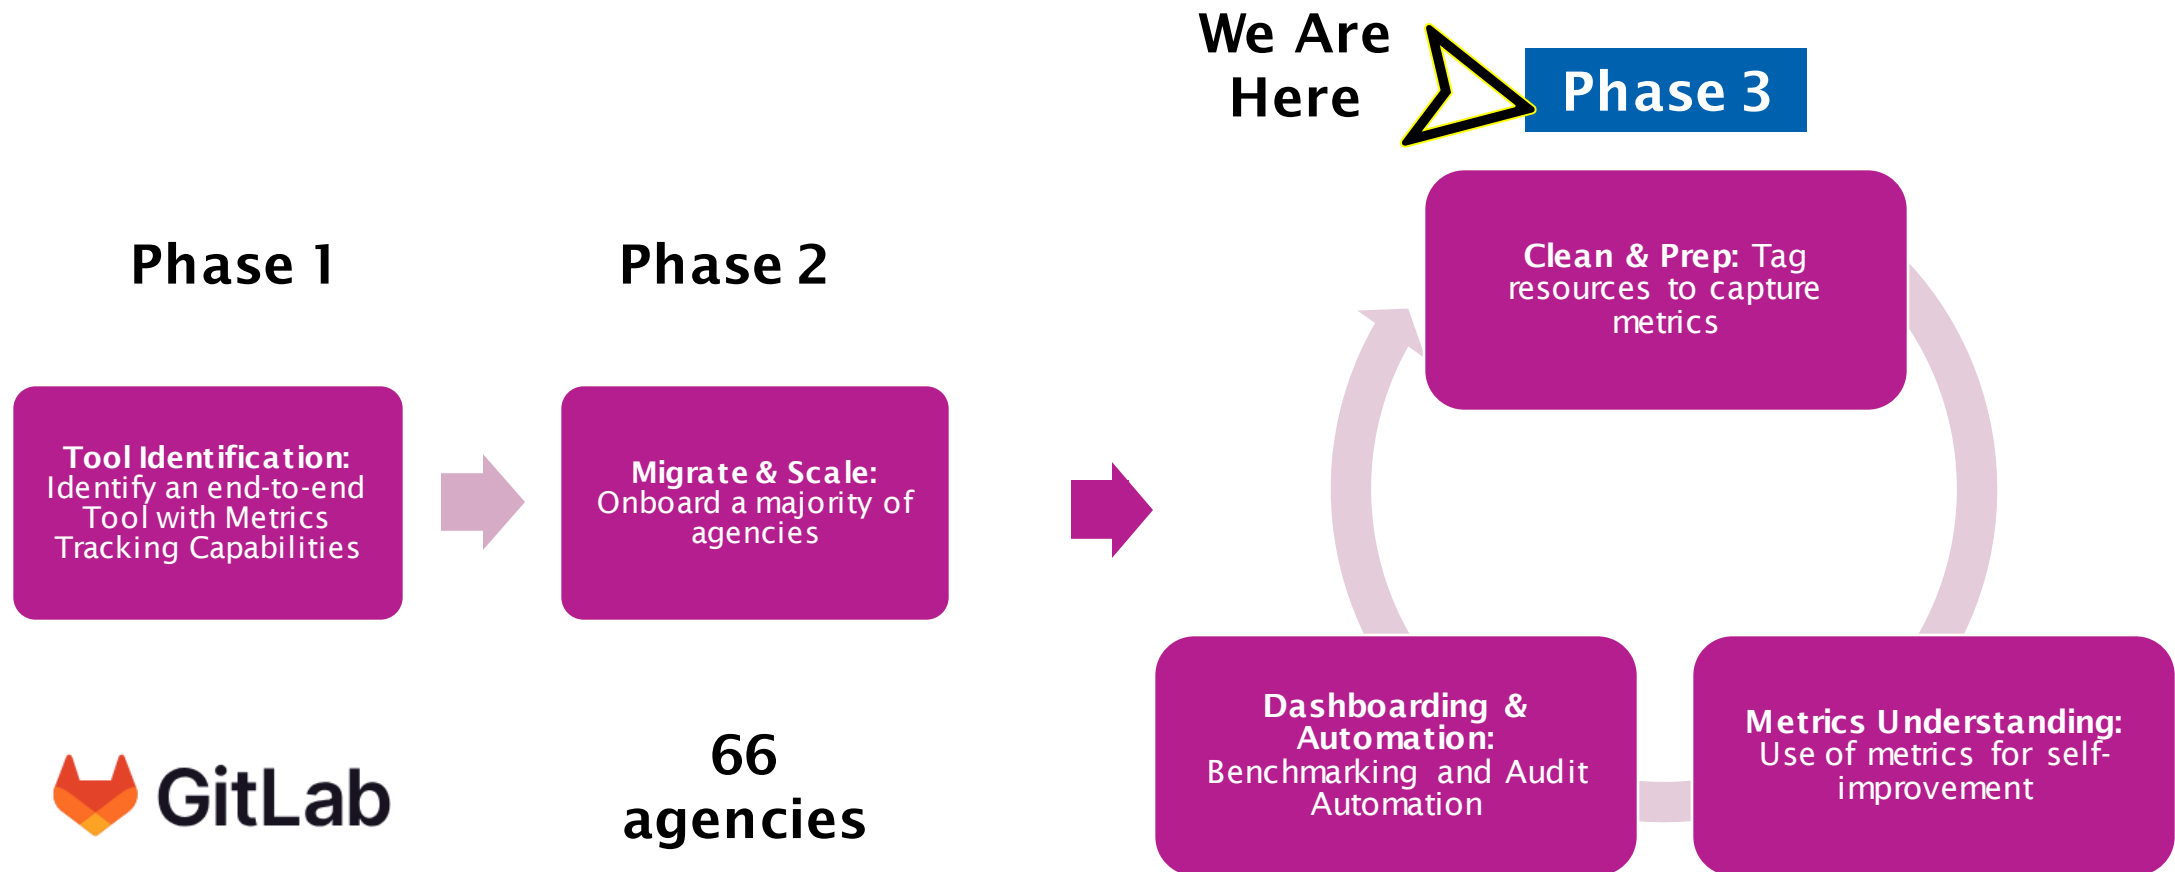 We Are
Here
Phase 3
Phase 1
Phase 2
Clean & Prep: Tag
resources to capture
metrics
Tool Identification:
Identify an end-to-end
Tool with Metrics
Tracking Capabilities
Migrate & Scale:
Onboard a majority of
agencies
Dashboarding &
Automation:
Benchmarking and Audit
Automation
Metrics Understanding:
Use of metrics for self-
improvement
GitLab
66
agencies